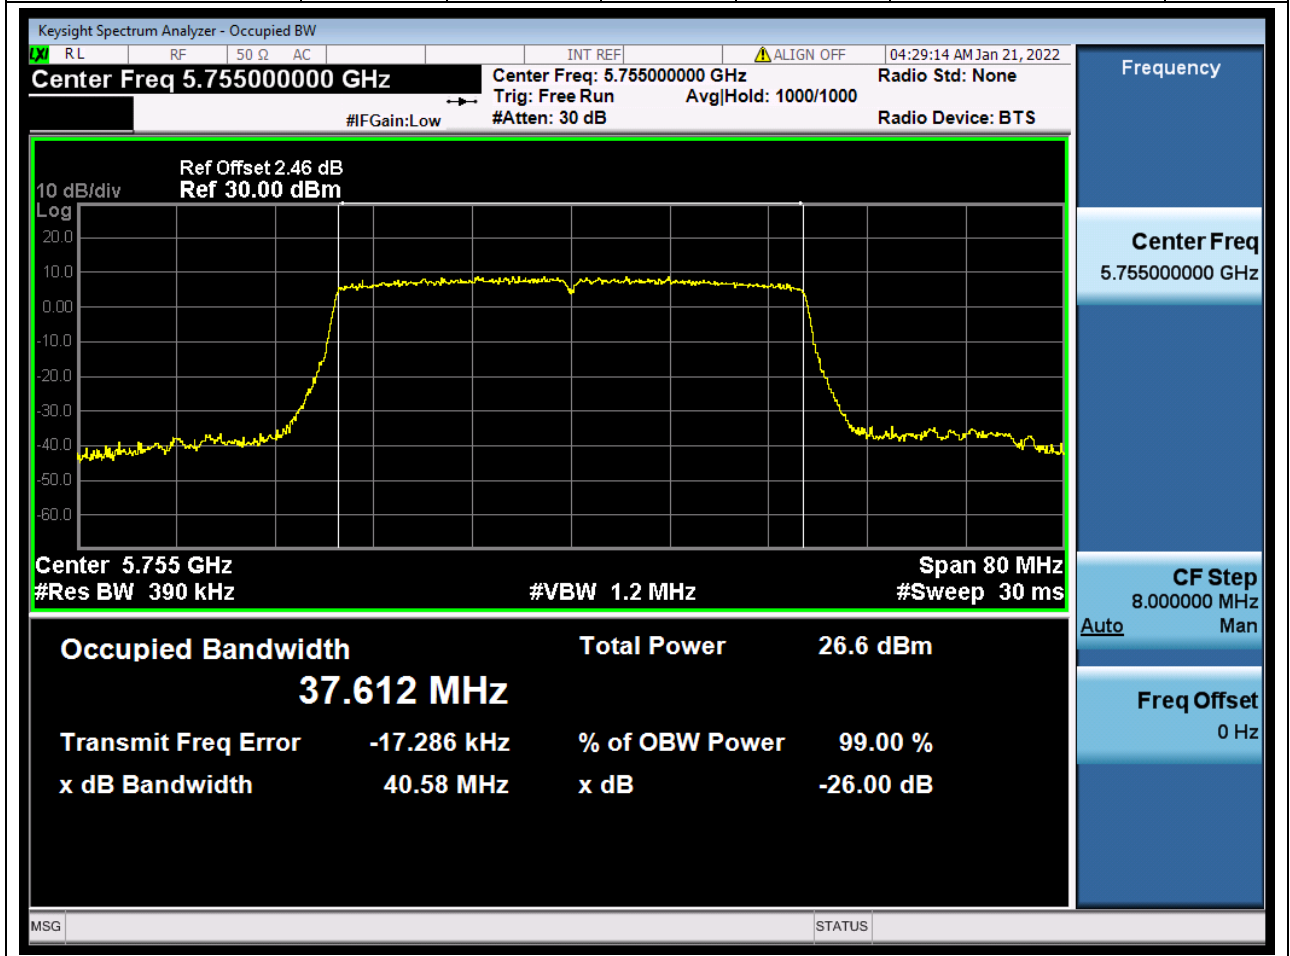 Keysight Spectrum Analyzer - Occupied BW
LXI RL RF 50 Ω AC INT REF ALIGN OFF 04:29:14 AM Jan 21, 2022
Center Freq 5.755000000 GHz
Center Freq: 5.755000000 GHz
Radio Std: None
Trig: Free Run Avg|Hold: 1000/1000
#IFGain:Low
#Atten: 30 dB
Radio Device: BTS
Ref Offset 2.46 dB
10 dB/div Ref 30.00 dBm
Log
20.0
10.0
0.00
-10.0
-20.0
-30.0
-40.0
-50.0
-60.0
Center 5.755 GHz Span 80 MHz
#Res BW 390 kHz #VBW 1.2 MHz #Sweep 30 ms
Occupied Bandwidth Total Power 26.6 dBm
37.612 MHz
Transmit Freq Error -17.286 kHz % of OBW Power 99.00 %
x dB Bandwidth 40.58 MHz x dB -26.00 dB
Frequency
Center Freq
5.755000000 GHz
CF Step
8.000000 MHz
Auto Man
Freq Offset
0 Hz
MSG STATUS